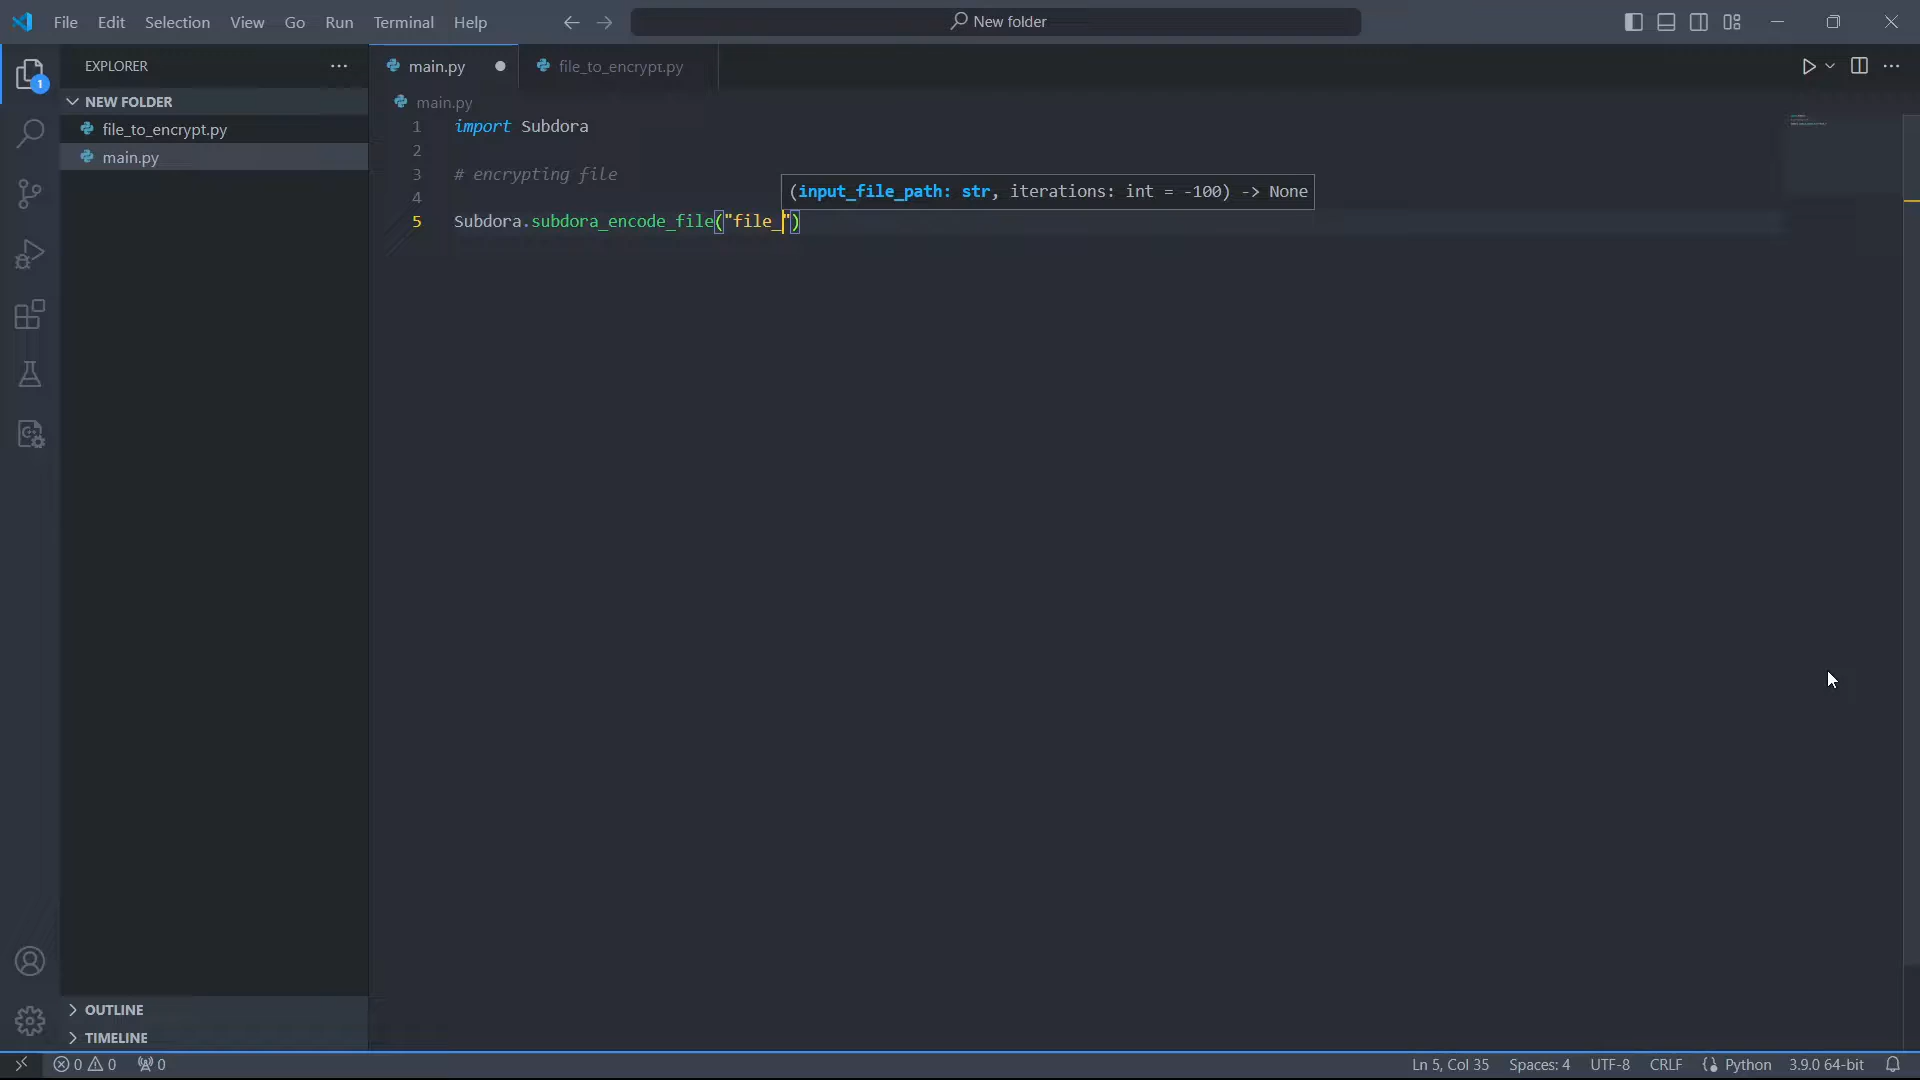 File Edit Selection View Go Run Terminal Help
New folder
EXPLORER
1
NEW FOLDER
file_to_encrypt.py
main.py
main.py
file_to_encrypt.py
main.py
1 import Subdora
2
3 # encrypting file
4
(input_file_path: str, iterations: int = -100) -> None
5 Subdora.subdora_encode_file("file_")
OUTLINE
TIMELINE
0 0 0
Ln 5, Col 35 Spaces: 4 UTF-8 CRLF Python 3.9.0 64-bit